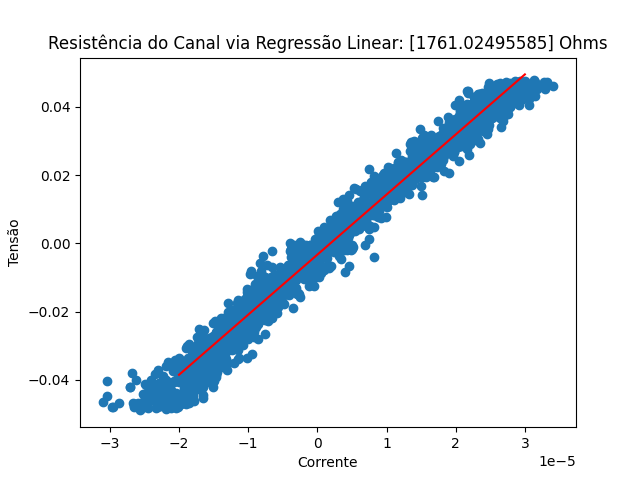 Resistência do Canal via Regressão Linear: [1761.02495585] Ohms
0.04
0.02
0.00
−0.02
−0.04
Tensão
−3 −2 −1 0 1 2 3
1e−5
Corrente